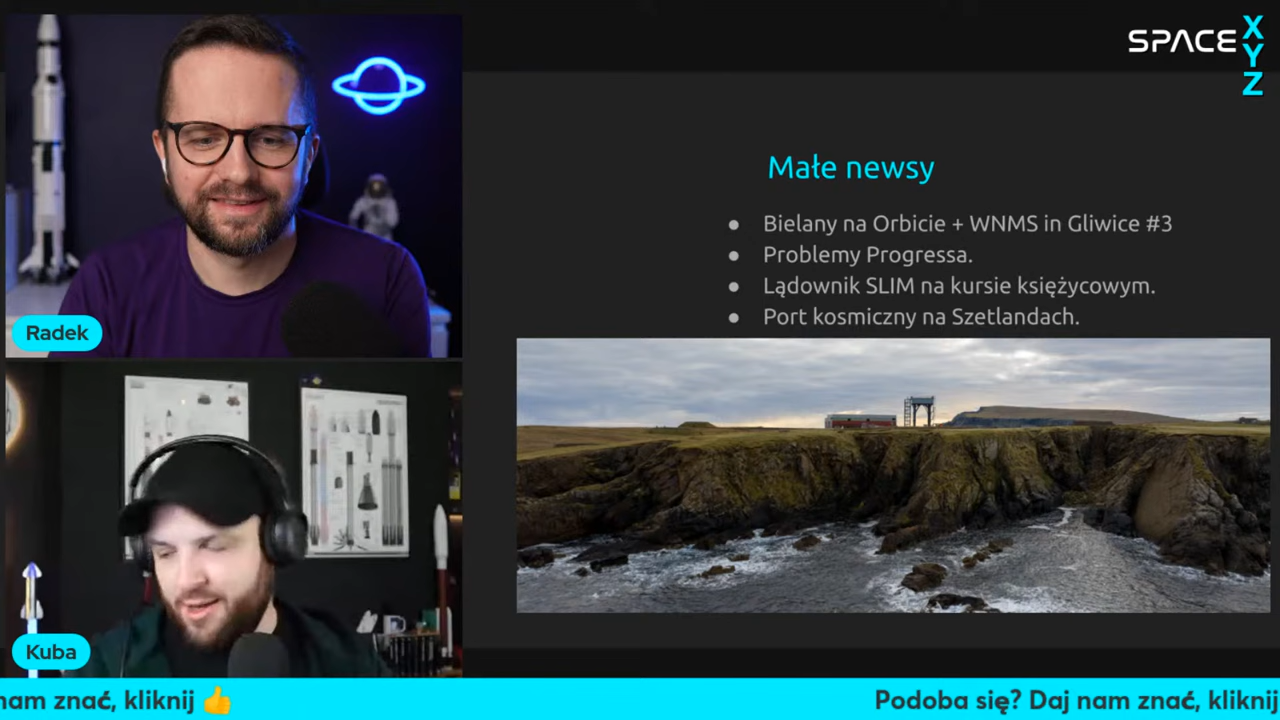 SPACE XYZ
Małe newsy
● Bielany na Orbicie + WNMS in Gliwice #3
● Problemy Progressa.
● Lądownik SLIM na kursie księżycowym.
● Port kosmiczny na Szetlandach.
Radek
Kuba
nam znać, kliknij 👍
Podoba się? Daj nam znać, kliknij